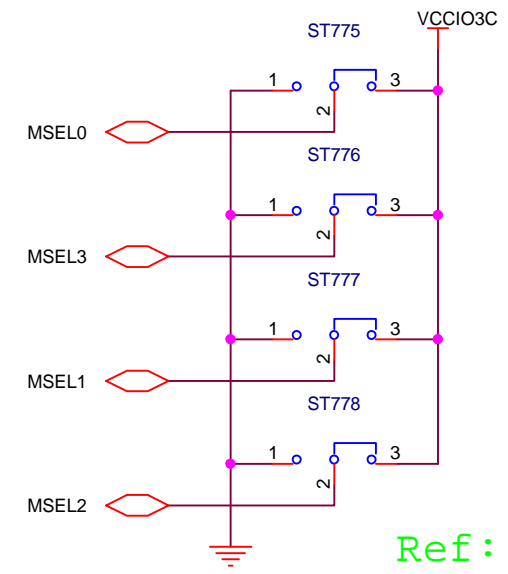 VCCIO3C
ST775
1
3
2
MSEL0
ST776
1
3
2
MSEL3
ST777
1
3
2
MSEL1
ST778
1
3
2
MSEL2
Ref: